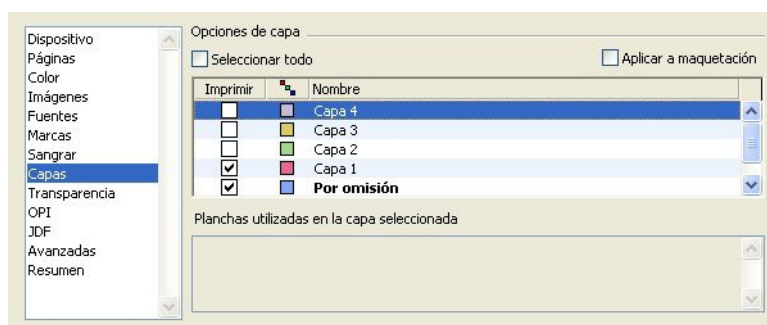 Dispositivo
Páginas
Color
Imágenes
Fuentes
Marcas
Sangrar
Capas
Transparencia
OPI
JDF
Avanzadas
Resumen
Opciones de capa
Seleccionar todo
Aplicar a maquetación
Imprimir Nombre
Capa 4
Capa 3
Capa 2
Capa 1
Por omisión
Planchas utilizadas en la capa seleccionada